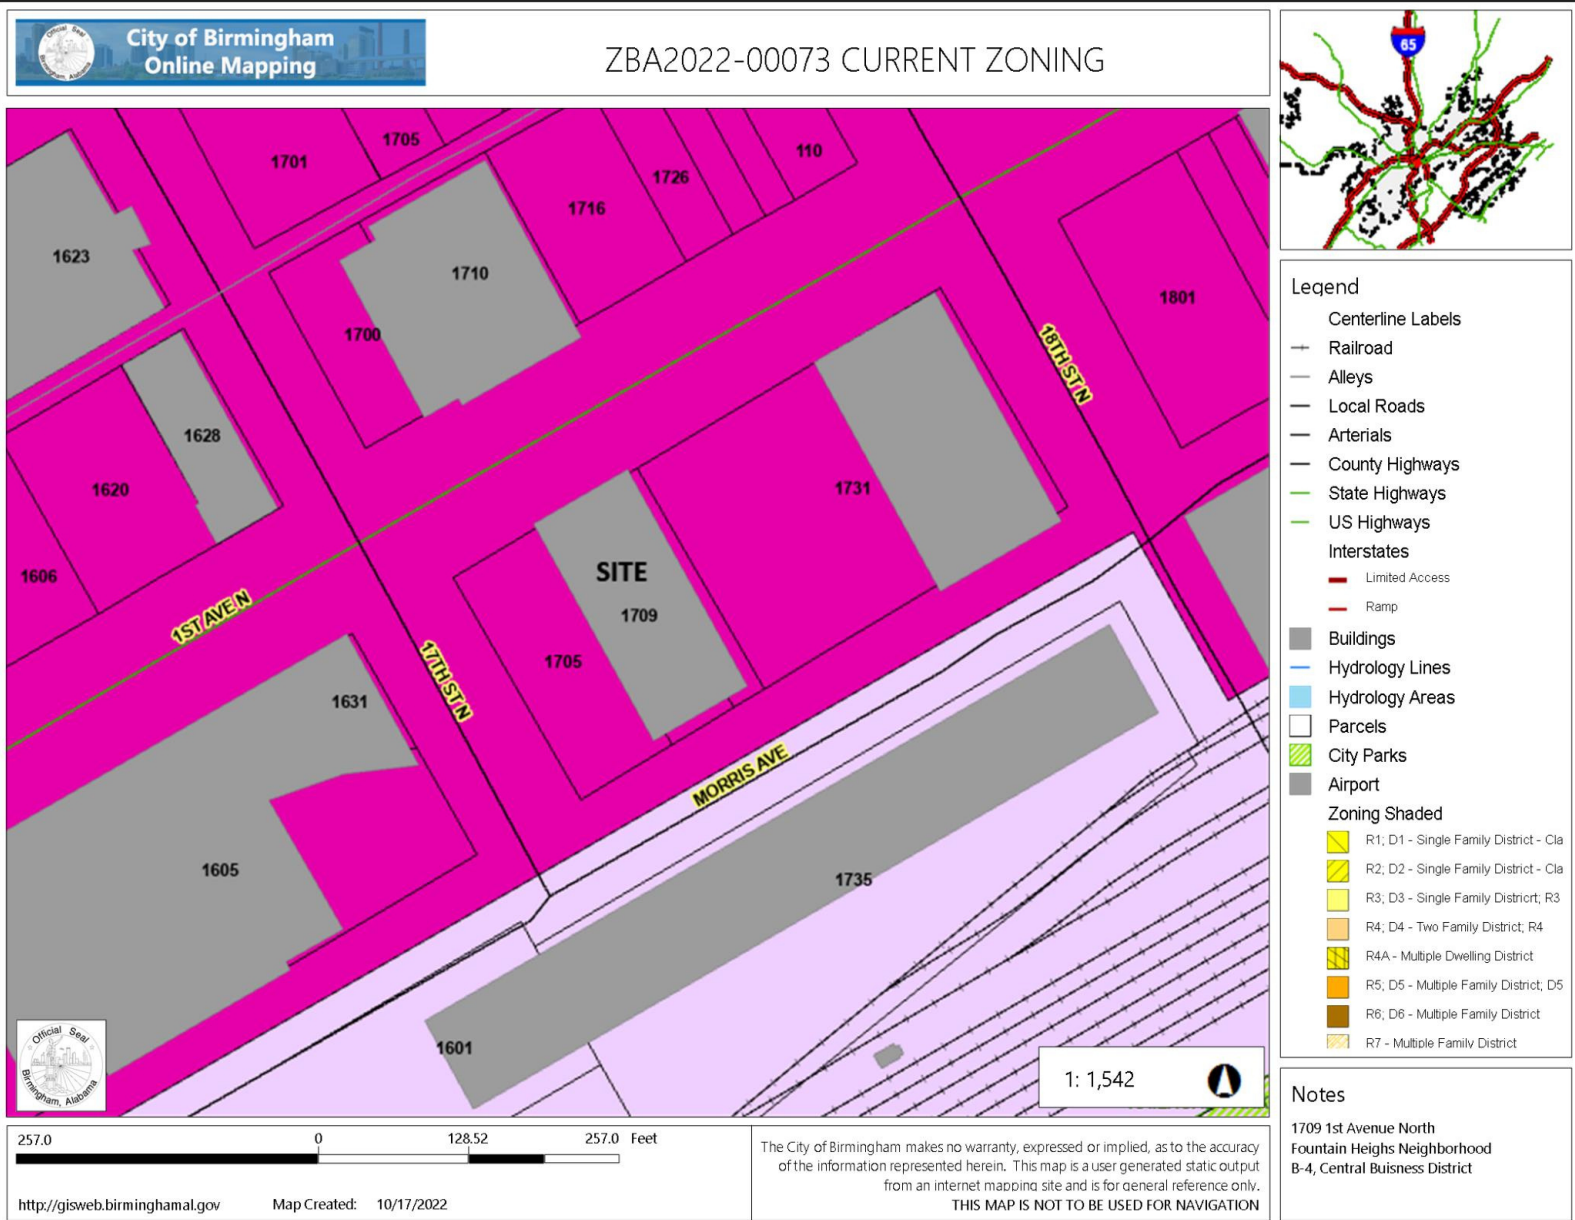 City of Birmingham
Online Mapping
ZBA2022-00073 CURRENT ZONING
65
1701
1705
110
1726
1716
1623
1710
1801
1700
18TH ST N
1628
1620
1731
1606
SITE
1709
1ST AVE N
1705
17TH ST N
1631
MORRIS AVE
1605
1735
1601
Official Seal
Birmingham, Alabama
1: 1,542
Legend
Centerline Labels
Railroad
Alleys
Local Roads
Arterials
County Highways
State Highways
US Highways
Interstates
Limited Access
Ramp
Buildings
Hydrology Lines
Hydrology Areas
Parcels
City Parks
Airport
Zoning Shaded
R1; D1 - Single Family District - Cla
R2; D2 - Single Family District - Cla
R3; D3 - Single Family Districrt; R3
R4; D4 - Two Family District; R4
R4A - Multiple Dwelling District
R5; D5 - Multiple Family District; D5
R6; D6 - Multiple Family District
R7 - Multiple Family District
Notes
1709 1st Avenue North
Fountain Heighs Neighborhood
B-4, Central Buisness District
257.0 0 128.52 257.0 Feet
http://gisweb.birminghamal.gov Map Created: 10/17/2022
The City of Birmingham makes no warranty, expressed or implied, as to the accuracy
of the information represented herein. This map is a user generated static output
from an internet mapping site and is for general reference only.
THIS MAP IS NOT TO BE USED FOR NAVIGATION